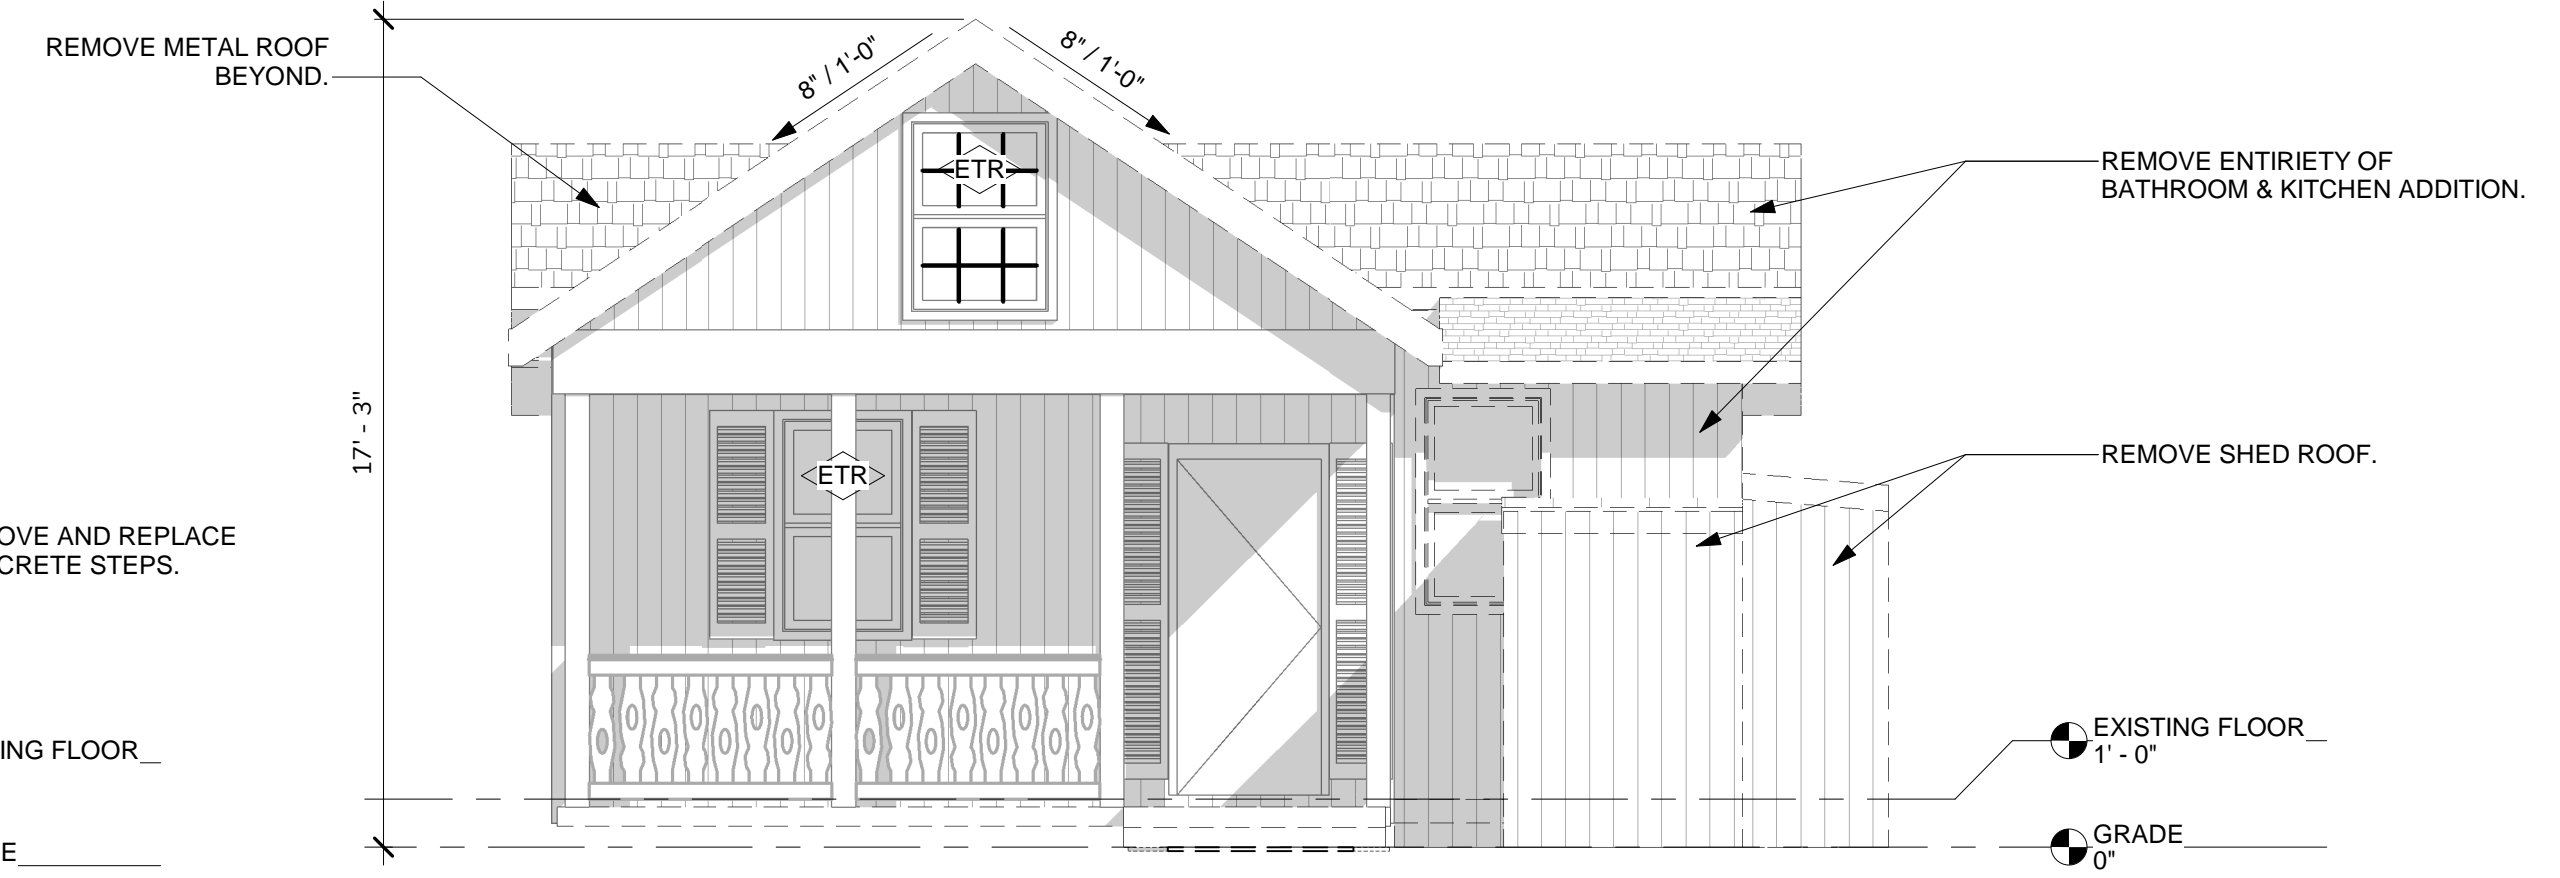 REMOVE METAL ROOF
BEYOND.
8" / 1'-0"
8" / 1'-0"
ETR
REMOVE ENTIRIETY OF
BATHROOM & KITCHEN ADDITION.
17' - 3"
ETR
REMOVE SHED ROOF.
OVE AND REPLACE
CRETE STEPS.
EXISTING FLOOR
1' - 0"
ING FLOOR
GRADE
0"
E